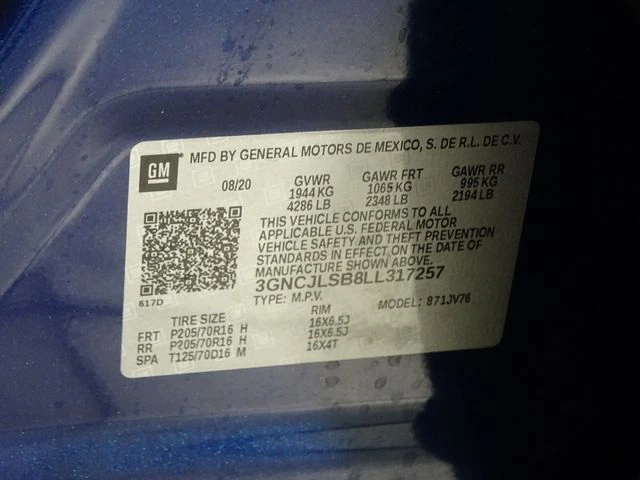 GM MFD BY GENERAL MOTORS DE MEXICO, S. DE R.L. DE C.V.
08/20 GVWR GAWR FRT GAWR RR
1944 KG 1065 KG 995 KG
4286 LB 2348 LB 2194 LB
THIS VEHICLE CONFORMS TO ALL
APPLICABLE U.S. FEDERAL MOTOR
VEHICLE SAFETY AND THEFT PREVENTION
STANDARDS IN EFFECT ON THE DATE OF
MANUFACTURE SHOWN ABOVE.
3GNCJLSB8LL317257
617D TYPE: M.P.V. MODEL: 871JV76
TIRE SIZE RIM
FRT P205/70R16 H 16X6.5J
RR P205/70R16 H 16X6.5J
SPA T125/70D16 M 16X4T